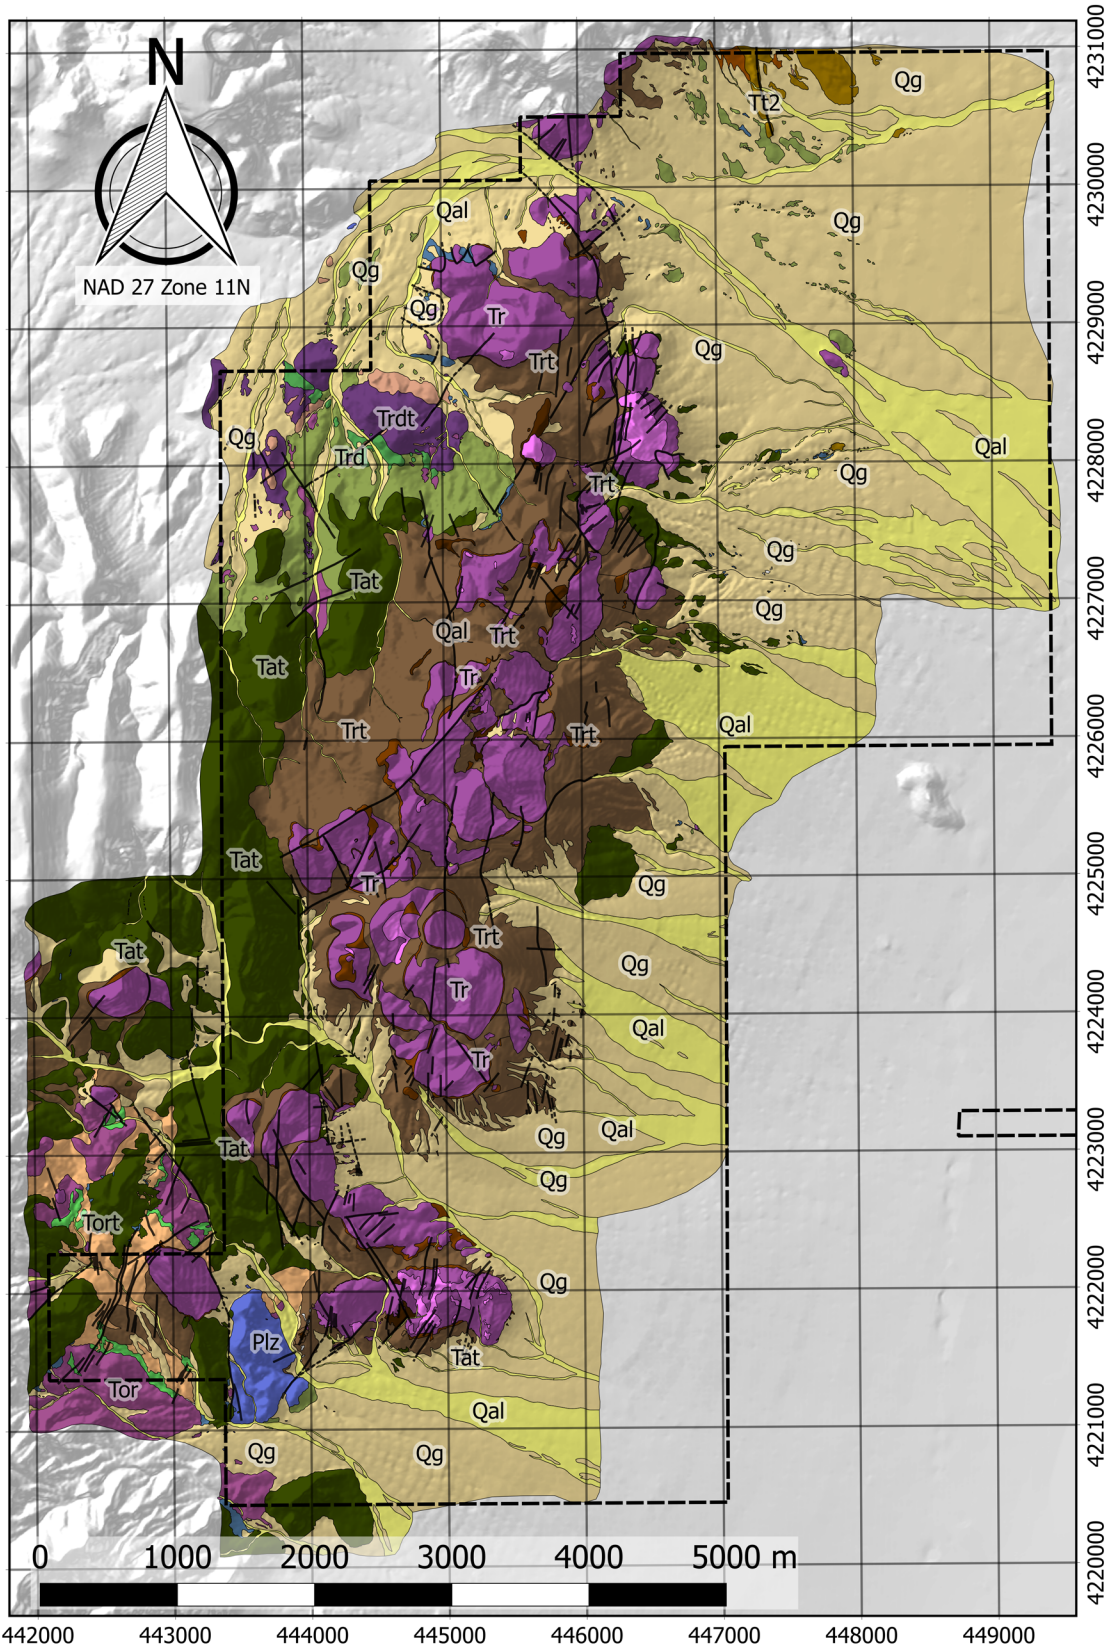 N
NAD 27 Zone 11N
4231000
Tt2
Qg
4230000
Qal
Qg
Qg
Qg
Tr
4229000
Trt
Qg
Trdt
Qg
Trd
Qal
4228000
Trt
Qg
Qg
Tat
4227000
Qg
Qal
Trt
Tat
Tr
Trt
Trt
Qal
4226000
Tat
Tr
Qg
4225000
Tat
Trt
Qg
Tr
4224000
Qal
Tr
Tat
Qg
Qal
4223000
Qg
Tort
Qg
4222000
Plz
Tat
Tor
Qal
4221000
Qg
Qg
0 1000 2000 3000 4000 5000 m
4220000
442000 443000 444000 445000 446000 447000 448000 449000